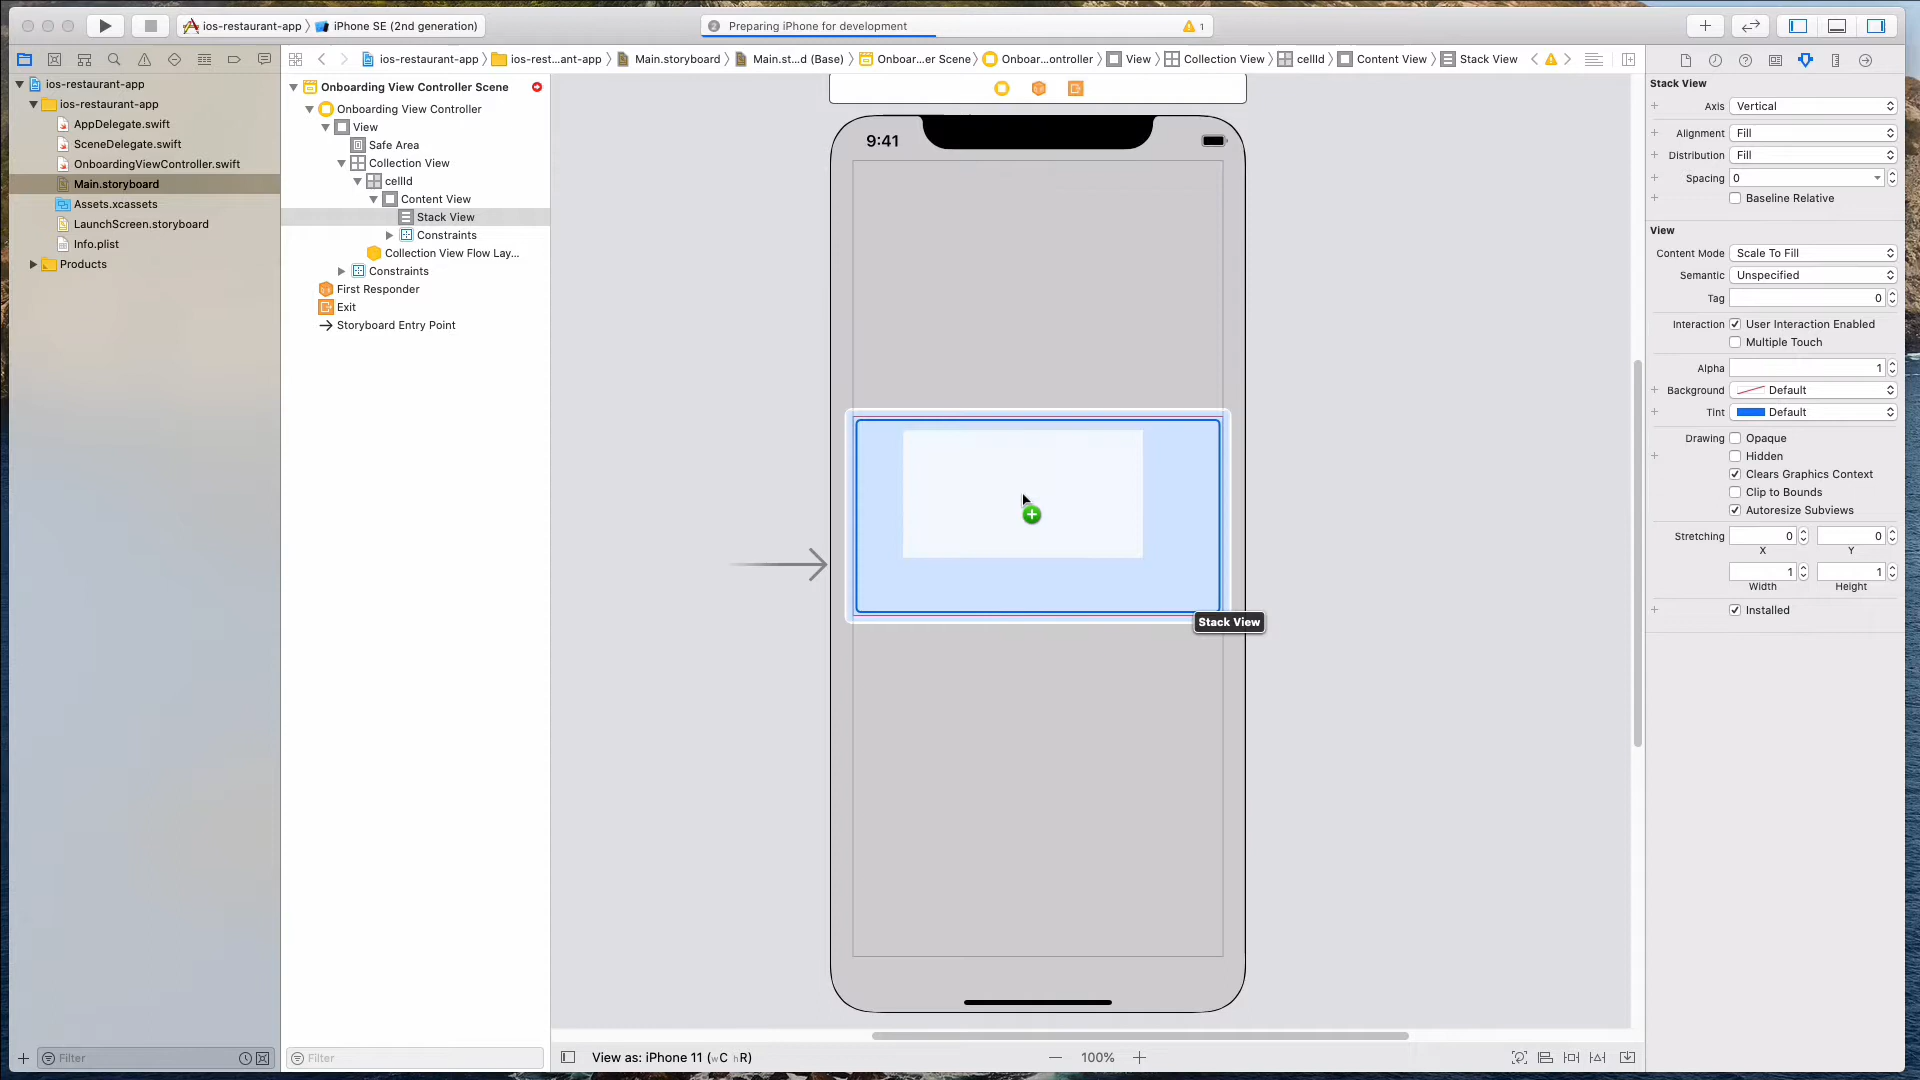 ios-restaurant-app
iPhone SE (2nd generation)
Preparing iPhone for development
1
ios-restaurant-app
ios-rest...ant-app
Main.storyboard
Main.st...d (Base)
Onboar...er Scene
Onboar...ontroller
View
Collection View
cellId
Content View
Stack View
ios-restaurant-app
ios-restaurant-app
AppDelegate.swift
SceneDelegate.swift
OnboardingViewController.swift
Main.storyboard
Assets.xcassets
LaunchScreen.storyboard
Info.plist
Products
Filter
Onboarding View Controller Scene
Onboarding View Controller
View
Safe Area
Collection View
cellId
Content View
Stack View
Constraints
Collection View Flow Lay...
Constraints
First Responder
Exit
Storyboard Entry Point
Filter
9:41
Stack View
View as: iPhone 11 (wC hR)
100%
Stack View
Axis Vertical
Alignment Fill
Distribution Fill
Spacing 0
Baseline Relative
View
Content Mode Scale To Fill
Semantic Unspecified
Tag 0
Interaction User Interaction Enabled
Multiple Touch
Alpha 1
Background Default
Tint Default
Drawing Opaque
Hidden
Clears Graphics Context
Clip to Bounds
Autoresize Subviews
Stretching 0 0
X Y
1 1
Width Height
Installed